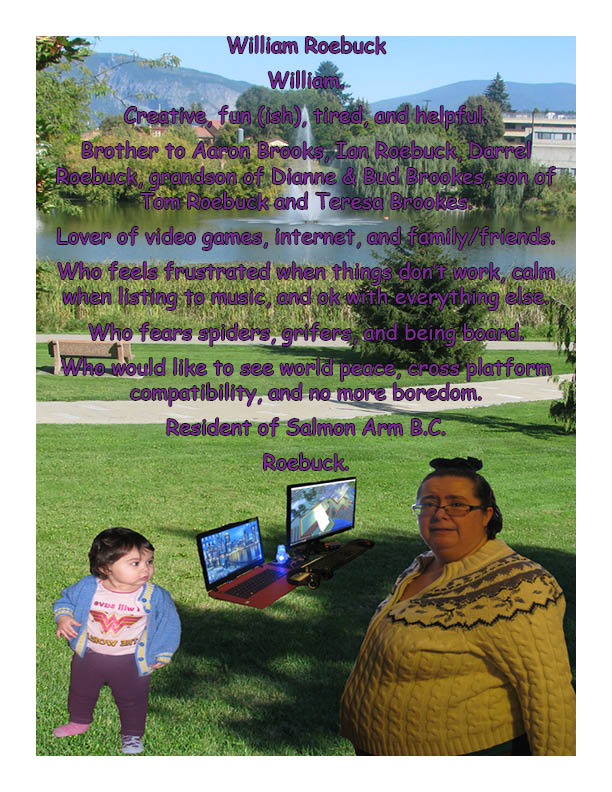 William Roebuck
William.
Creative, fun (ish), tired, and helpful.
Brother to Aaron Brooks, Ian Roebuck, Darrel
Roebuck, grandson of Dianne & Bud Brookes, son of
Tom Roebuck and Teresa Brookes.
Lover of video games, internet, and family/friends.
Who feels frustrated when things don't work, calm
when listing to music, and ok with everything else.
Who fears spiders, grifers, and being board.
Who would like to see world peace, cross platform
compatibility, and no more boredom.
Resident of Salmon Arm B.C.
Roebuck.
I will save
W
THE WORLD